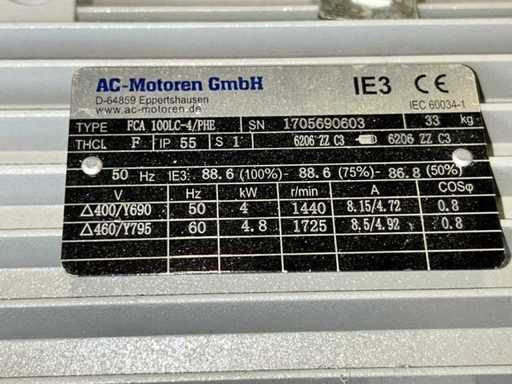 AC-Motoren GmbH IE3 CE
D-64859 Eppertshausen
www.ac-motoren.de IEC 60034-1
TYPE FCA 100LC-4/PHE SN 1705690603 33 kg
THCL F IP 55 S 1 6206 ZZ C3 6206 ZZ C3
50 Hz IE3: 88.6 (100%)- 88.6 (75%)- 86.8 (50%)
V Hz kW r/min A COSφ
△400/Y690 50 4 1440 8.15/4.72 0.8
△460/Y795 60 4.8 1725 8.5/4.92 0.8